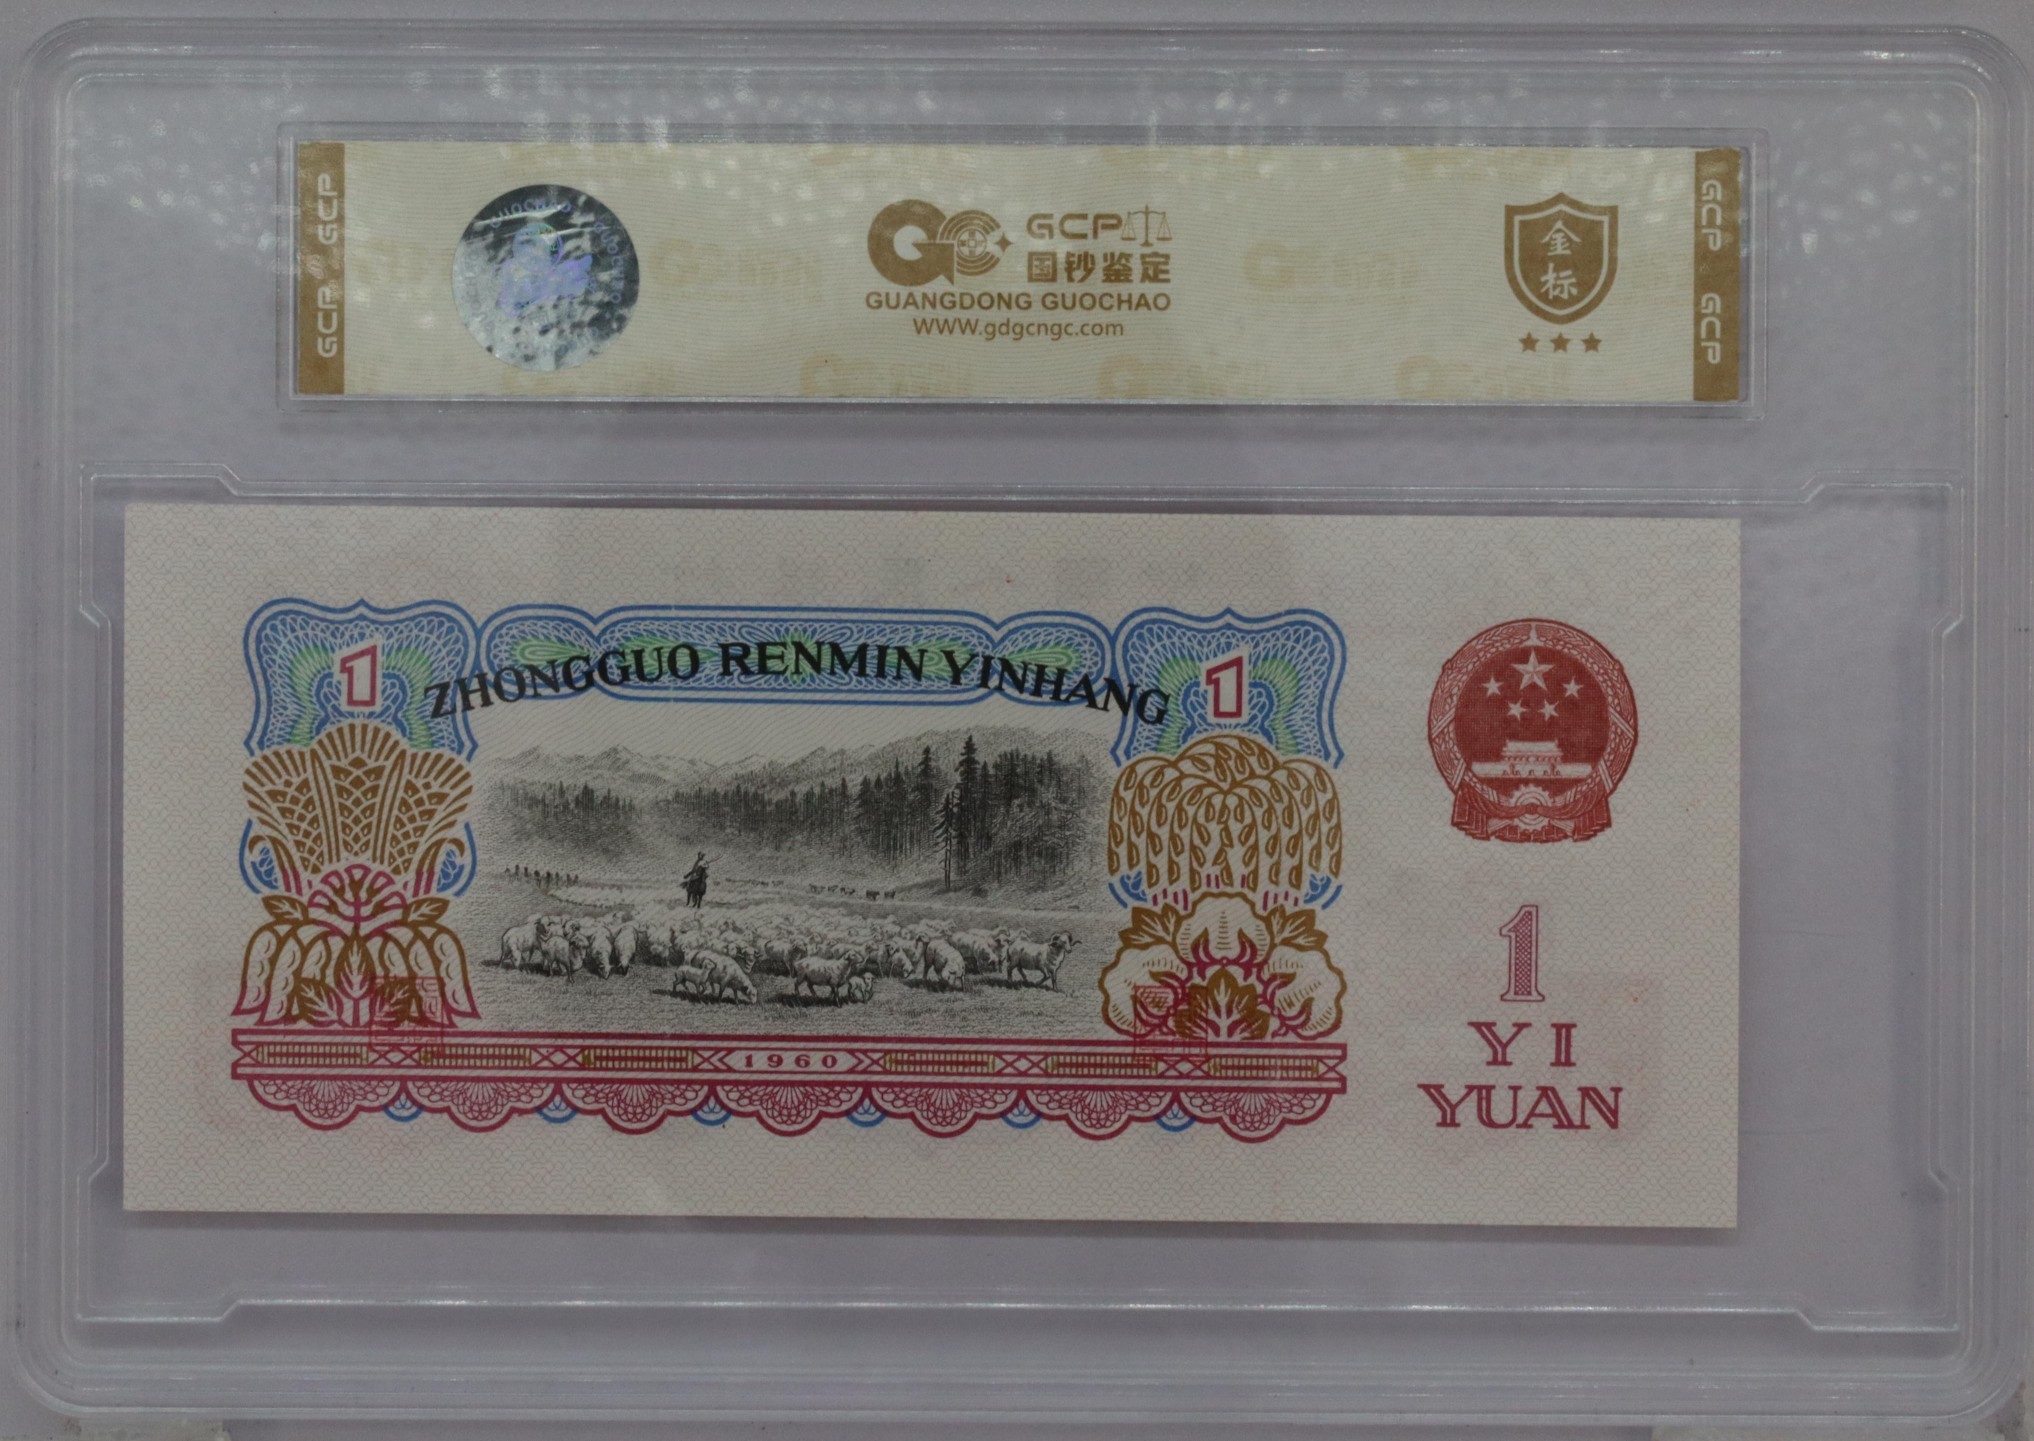 GCP GCP
GCP
国钞鉴定
GUANGDONG GUOCHAO
WWW.gdgcngc.com
金
标
GCP GCP
1
ZHONGGUO RENMIN YINHANG
1
1960
1
YI
YUAN